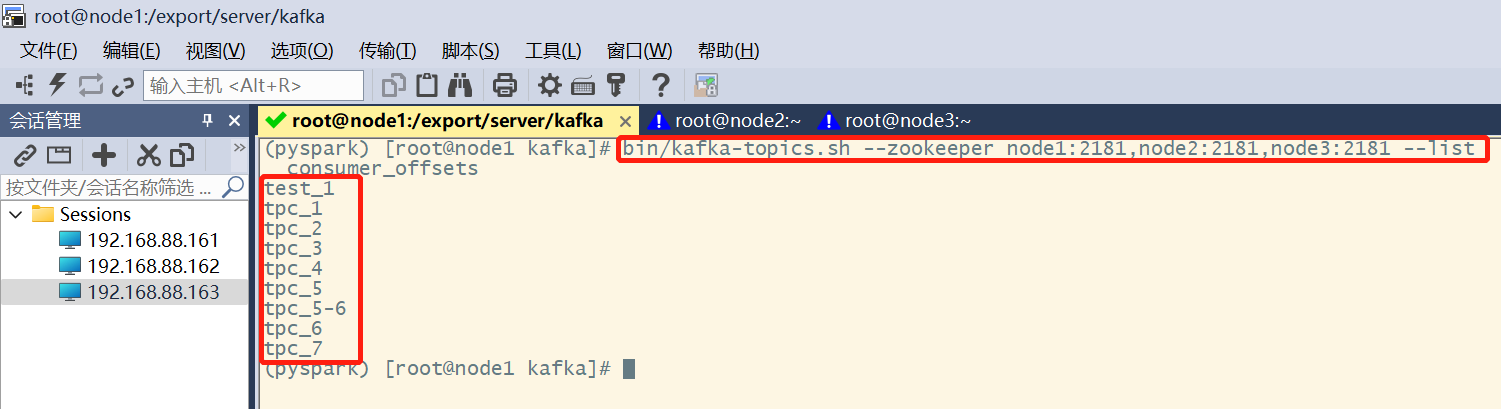 root@node1:/export/server/kafka
文件(F) 编辑(E) 视图(V) 选项(O) 传输(T) 脚本(S) 工具(L) 窗口(W) 帮助(H)
输入主机 <Alt+R>
会话管理
root@node1:/export/server/kafka
root@node2:~
root@node3:~
按文件夹/会话名称筛选 ...
Sessions
192.168.88.161
192.168.88.162
192.168.88.163
(pyspark) [root@node1 kafka]# bin/kafka-topics.sh --zookeeper node1:2181,node2:2181,node3:2181 --list
__consumer_offsets
test_1
tpc_1
tpc_2
tpc_3
tpc_4
tpc_5
tpc_5-6
tpc_6
tpc_7
(pyspark) [root@node1 kafka]#